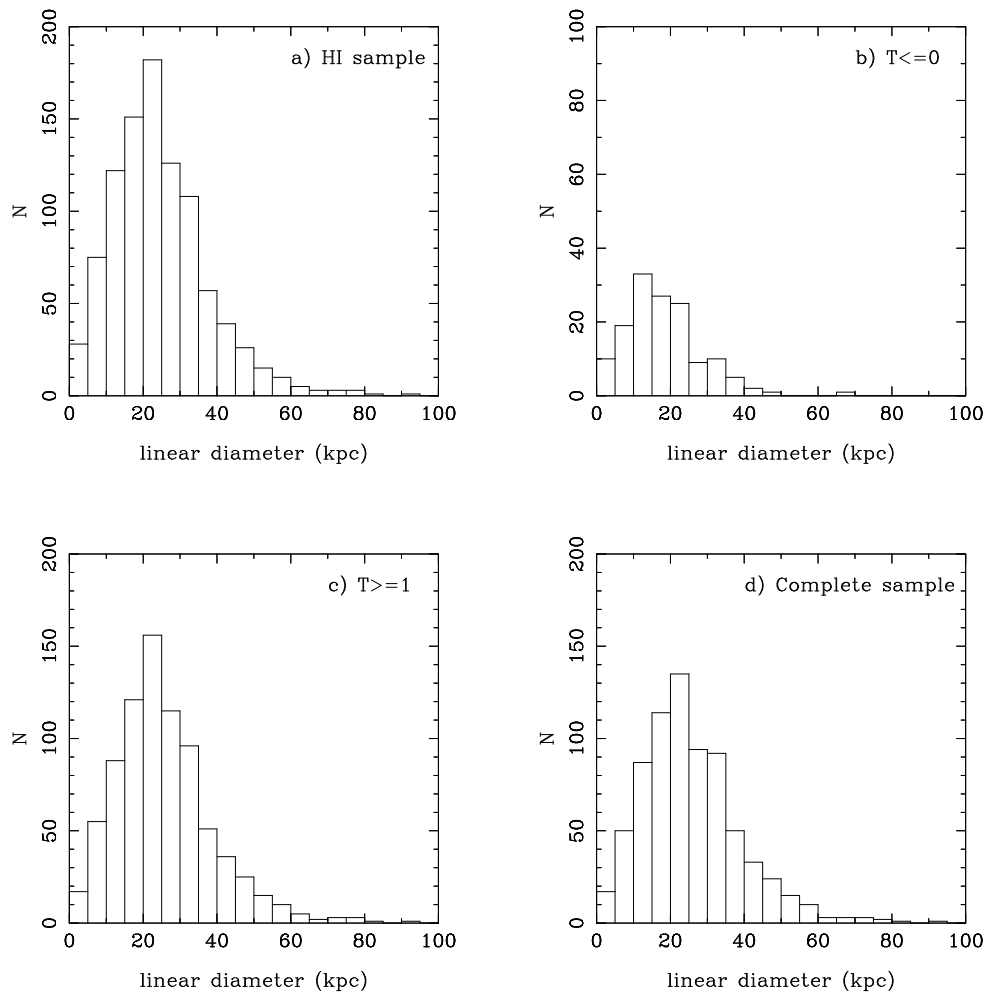 a) HI sample
200
150
100
50
0
N
0 20 40 60 80 100
linear diameter (kpc)
b) T<=0
100
80
60
40
20
0
N
0 20 40 60 80 100
linear diameter (kpc)
c) T>=1
200
150
100
50
0
N
0 20 40 60 80 100
linear diameter (kpc)
d) Complete sample
200
150
100
50
0
N
0 20 40 60 80 100
linear diameter (kpc)